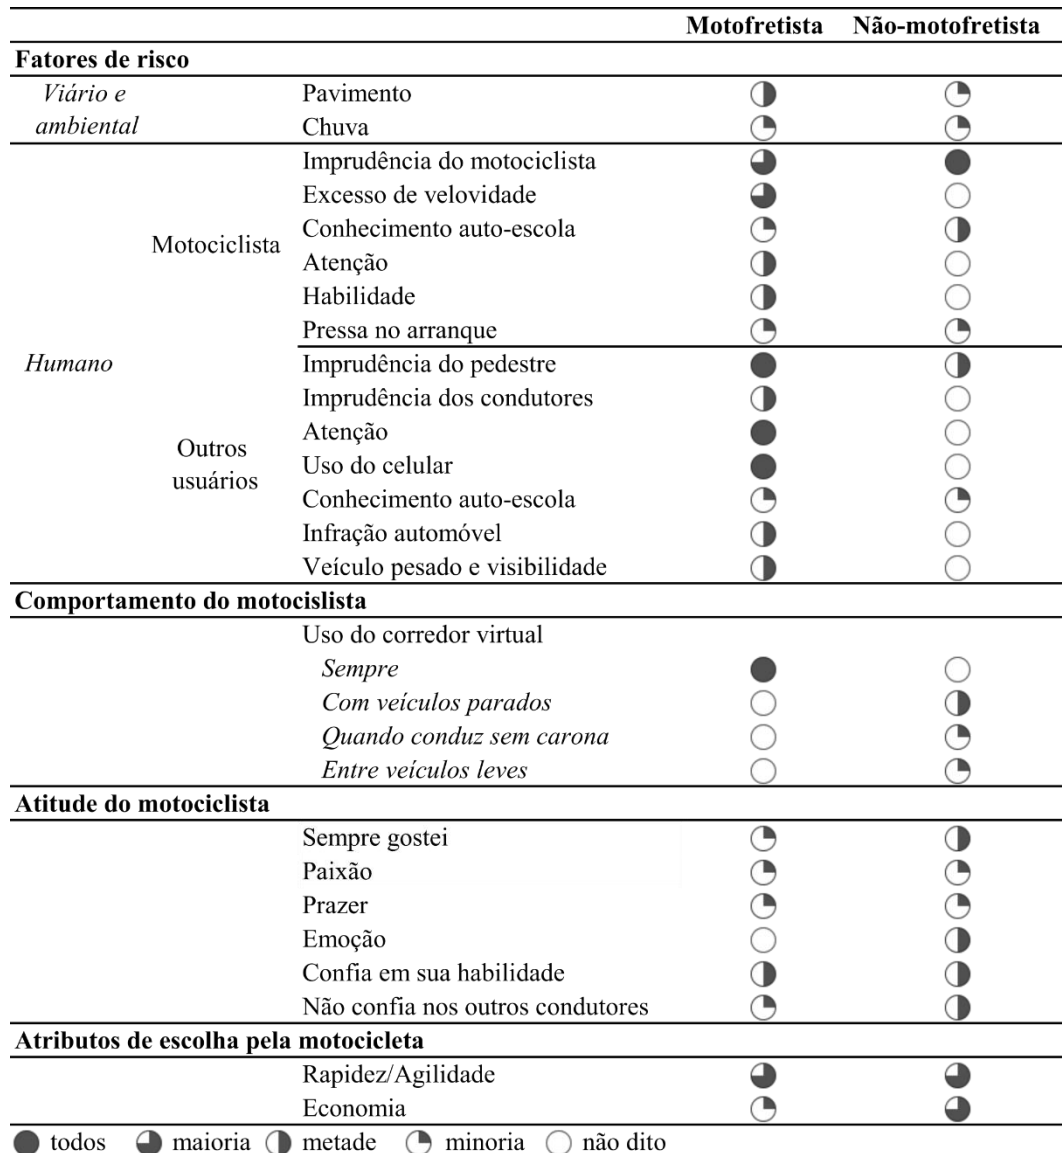 Motofretista Não-motofretista
Fatores de risco
Viário e ambiental
Pavimento
Chuva
Humano
Motociclista
Imprudência do motociclista
Excesso de velovidade
Conhecimento auto-escola
Atenção
Habilidade
Pressa no arranque
Outros usuários
Imprudência do pedestre
Imprudência dos condutores
Atenção
Uso do celular
Conhecimento auto-escola
Infração automóvel
Veículo pesado e visibilidade
Comportamento do motocislista
Uso do corredor virtual
Sempre
Com veículos parados
Quando conduz sem carona
Entre veículos leves
Atitude do motociclista
Sempre gostei
Paixão
Prazer
Emoção
Confia em sua habilidade
Não confia nos outros condutores
Atributos de escolha pela motocicleta
Rapidez/Agilidade
Economia
todos maioria metade minoria não dito